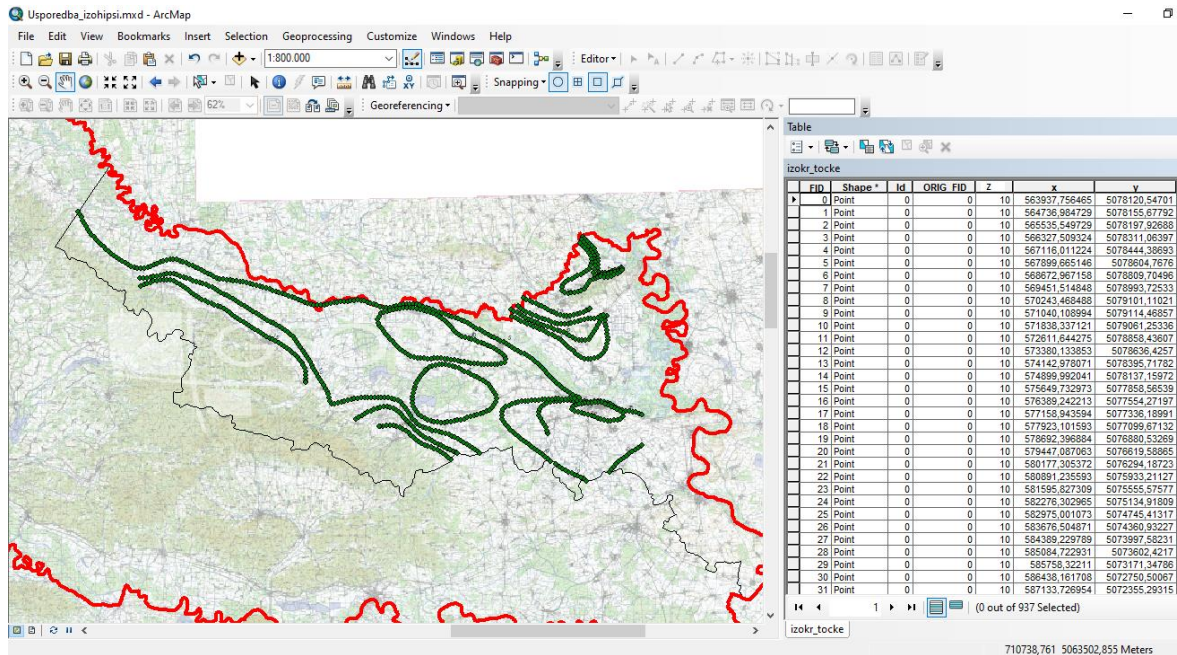 Usporedba_izohipsi.mxd - ArcMap
File Edit View Bookmarks Insert Selection Geoprocessing Customize Windows Help
1:800.000 Editor
Snapping
62% Georeferencing
Table
izokr_tocke
FID Shape * Id ORIG_FID z x y
0 Point 0 0 10 563937,756465 5078120,54701
1 Point 0 0 10 564736,984729 5078155,67792
2 Point 0 0 10 565535,549729 5078197,92688
3 Point 0 0 10 566327,509324 5078311,06397
4 Point 0 0 10 567116,011224 5078444,38693
5 Point 0 0 10 567899,665146 5078604,7676
6 Point 0 0 10 568672,967158 5078809,70496
7 Point 0 0 10 569451,514848 5078993,72533
8 Point 0 0 10 570243,468488 5079101,11021
9 Point 0 0 10 571040,108994 5079114,46857
10 Point 0 0 10 571838,337121 5079061,25336
11 Point 0 0 10 572611,644275 5078858,43607
12 Point 0 0 10 573380,133853 5078636,4257
13 Point 0 0 10 574142,978871 5078395,71782
14 Point 0 0 10 574899,992041 5078137,15972
15 Point 0 0 10 575649,732973 5077858,56539
16 Point 0 0 10 576389,242213 5077554,27197
17 Point 0 0 10 577158,943594 5077336,18991
18 Point 0 0 10 577923,101593 5077099,67132
19 Point 0 0 10 578692,396884 5076880,53269
20 Point 0 0 10 579447,087063 5076619,58865
21 Point 0 0 10 580177,305372 5076294,18723
22 Point 0 0 10 580891,235593 5075933,21127
23 Point 0 0 10 581595,827309 5075555,57577
24 Point 0 0 10 582276,302965 5075134,91809
25 Point 0 0 10 582975,001073 5074745,41317
26 Point 0 0 10 583676,504871 5074360,93227
27 Point 0 0 10 584389,229789 5073997,58231
28 Point 0 0 10 585084,722931 5073602,4217
29 Point 0 0 10 585758,32211 5073171,34786
30 Point 0 0 10 586438,161708 5072750,50067
31 Point 0 0 10 587133,726954 5072355,29315
1 (0 out of 937 Selected)
izokr_tocke
710738,761 5063502,855 Meters